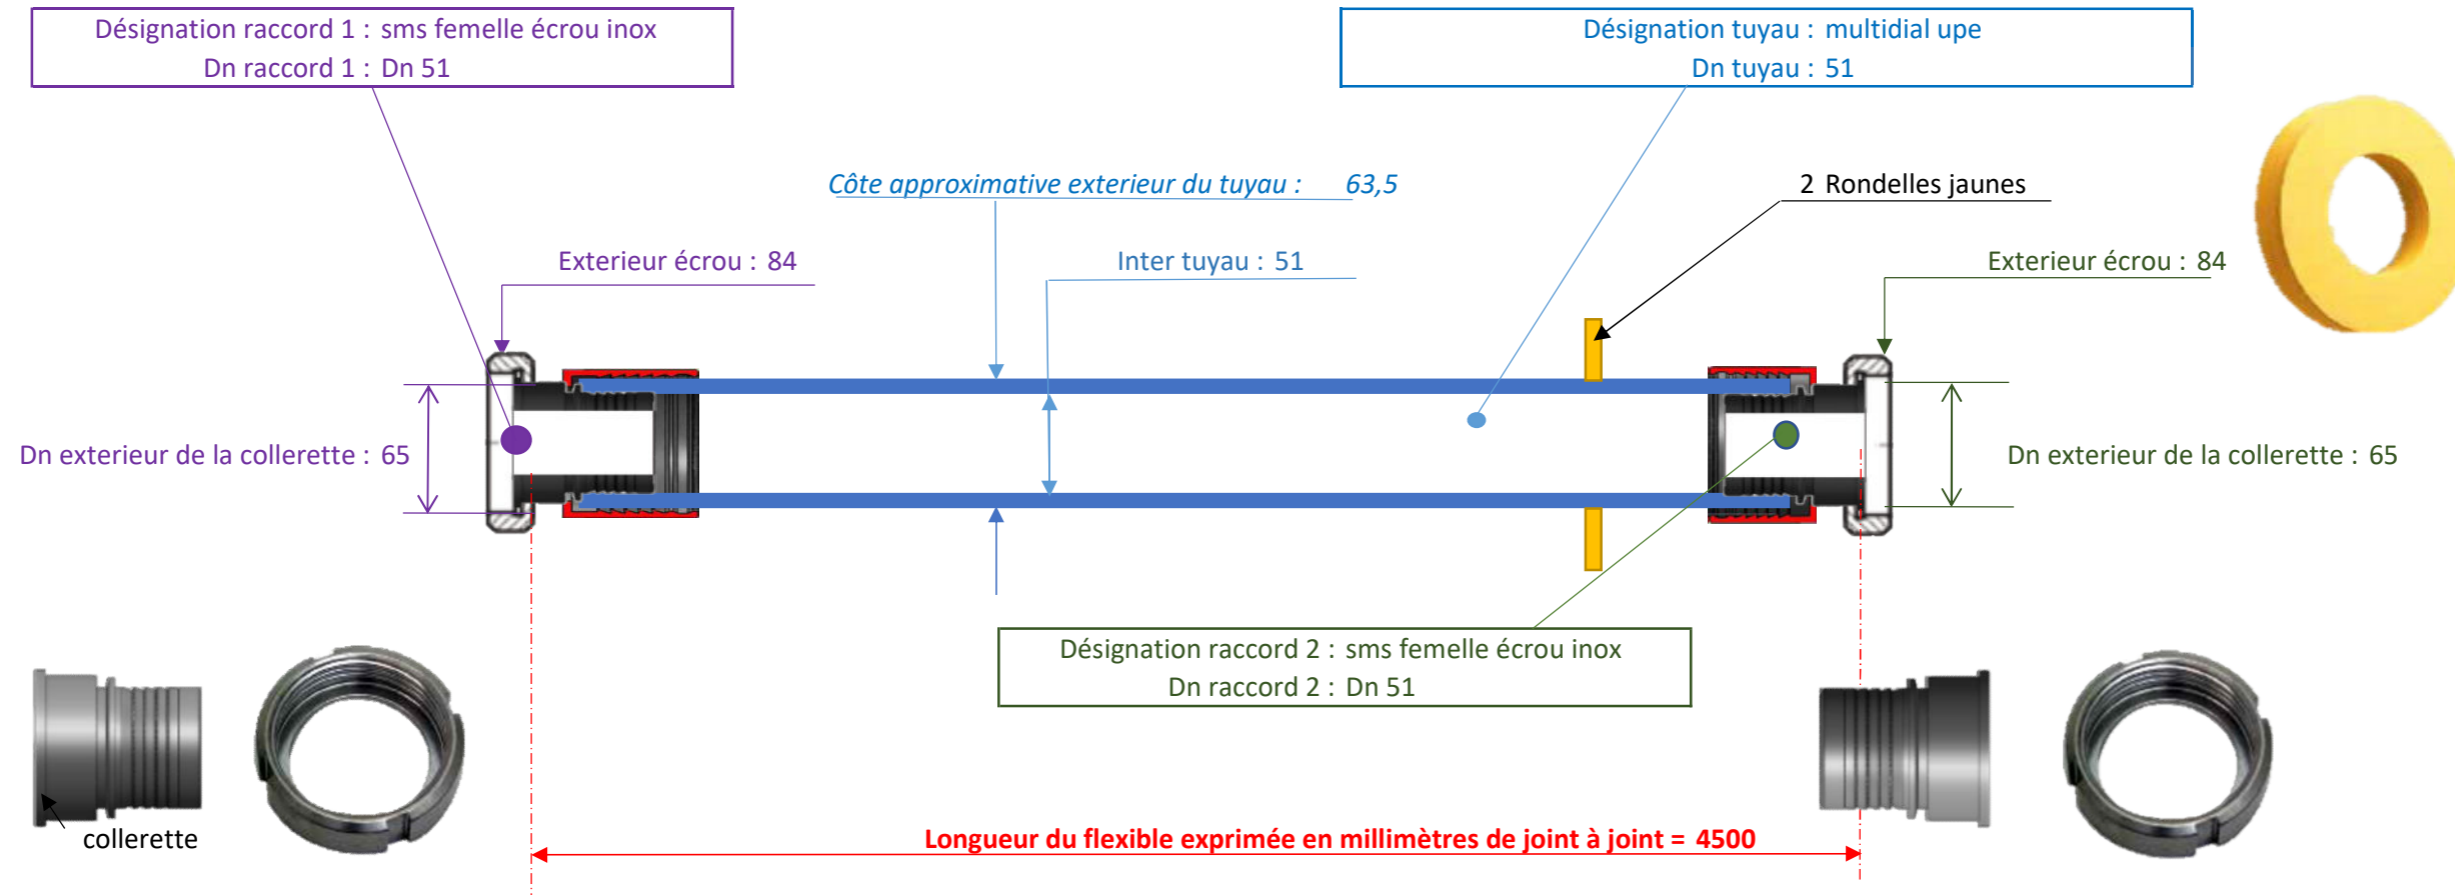 Désignation raccord 1 : sms femelle écrou inox
Dn raccord 1 : Dn 51
Désignation tuyau : multidial upe
Dn tuyau : 51
Côte approximative exterieur du tuyau : 63,5
2 Rondelles jaunes
Exterieur écrou : 84
Inter tuyau : 51
Exterieur écrou : 84
Dn exterieur de la collerette : 65
Dn exterieur de la collerette : 65
Désignation raccord 2 : sms femelle écrou inox
Dn raccord 2 : Dn 51
collerette
Longueur du flexible exprimée en millimètres de joint à joint = 4500